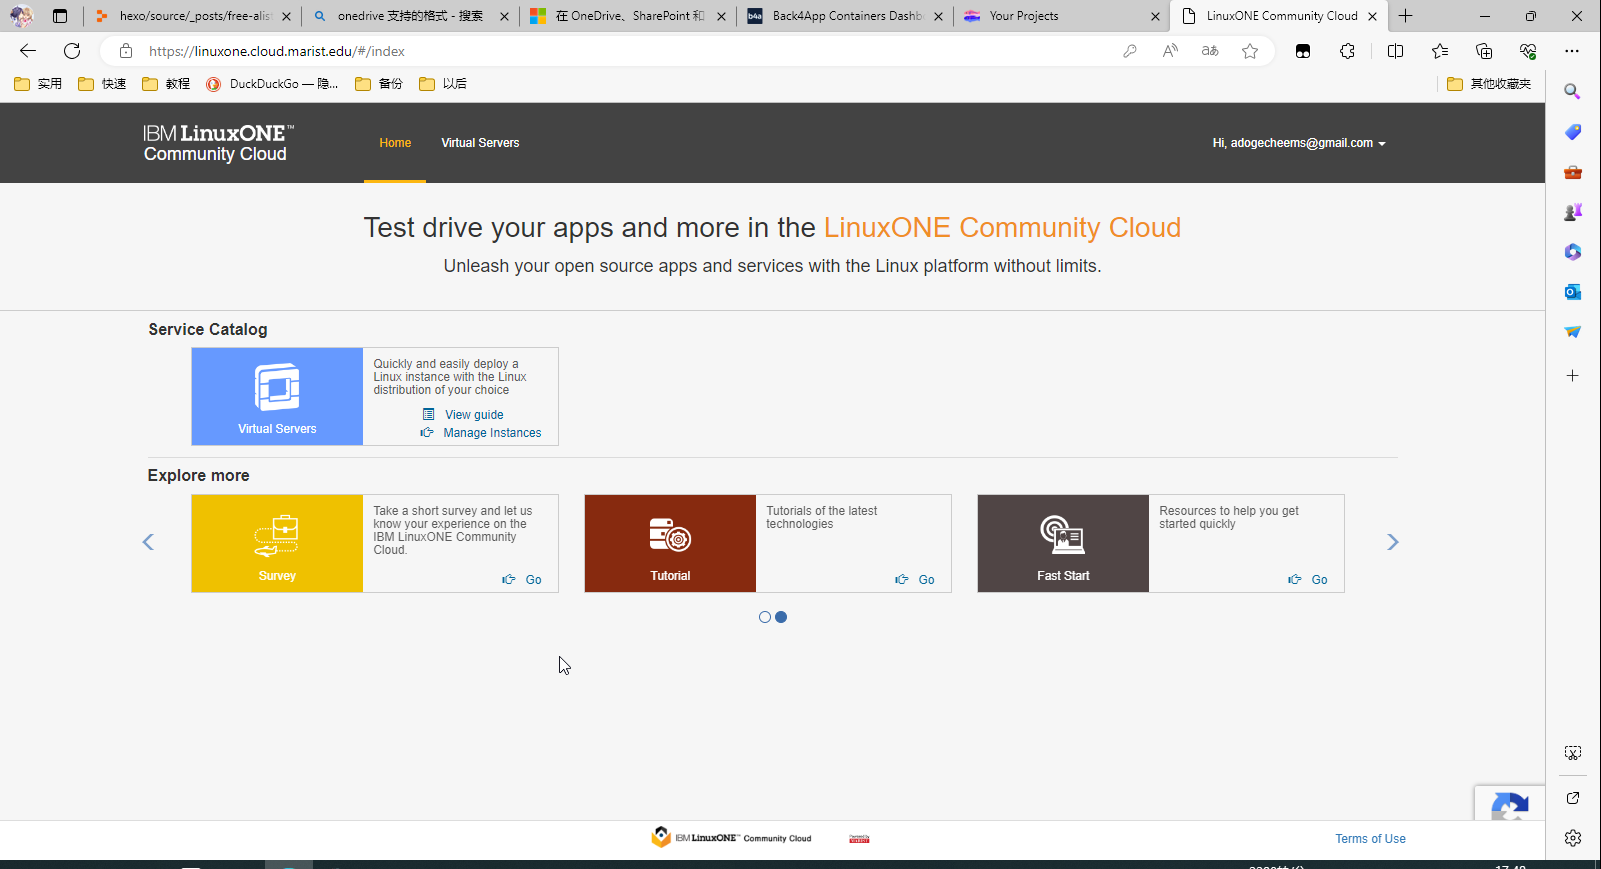 hexo/source/_posts/free-alist
onedrive 支持的格式 - 搜索
在 OneDrive、SharePoint 和
b4a
Back4App Containers Dashbo
Your Projects
LinuxONE Community Cloud
https://linuxone.cloud.marist.edu/#/index
实用
快速
教程
DuckDuckGo — 隐...
备份
以后
其他收藏夹
IBM LinuxONE™
Community Cloud
Home
Virtual Servers
Hi, adogecheems@gmail.com
Test drive your apps and more in the LinuxONE Community Cloud
Unleash your open source apps and services with the Linux platform without limits.
Service Catalog
Virtual Servers
Quickly and easily deploy a
Linux instance with the Linux
distribution of your choice
View guide
Manage Instances
Explore more
Survey
Take a short survey and let us
know your experience on the
IBM LinuxONE Community
Cloud.
Go
Tutorial
Tutorials of the latest
technologies
Go
Fast Start
Resources to help you get
started quickly
Go
IBM LinuxONE™ Community Cloud
Terms of Use